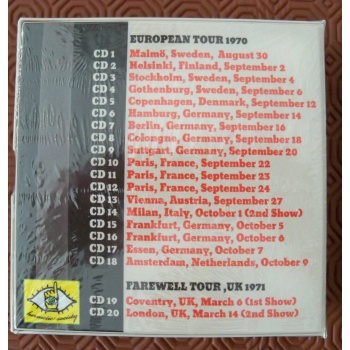 EUROPEAN TOUR 1970
CD 1 Malmö, Sweden, August 30
CD 2 Helsinki, Finland, September 2
CD 3 Stockholm, Sweden, September 4
CD 4 Gothenburg, Sweden, September 6
CD 5 Copenhagen, Denmark, September 12
CD 6 Hamburg, Germany, September 14
CD 7 Berlin, Germany, September 16
CD 8 Colongne, Germany, September 18
CD 9 Suttgart, Germany, September 20
CD 10 Paris, France, September 22
CD 11 Paris, France, September 23
CD 12 Paris, France, September 24
CD 13 Vienna, Austria, September 27
CD 14 Milan, Italy, October 1 (2nd Show)
CD 15 Frankfurt, Germany, October 5
CD 16 Frankfurt, Germany, October 6
CD 17 Essen, Germany, October 7
CD 18 Amsterdam, Netherlands, October 9
FAREWELL TOUR ,UK 1971
CD 19 Coventry, UK, March 6 (1st Show)
CD 20 London, UK, March 14 (2nd Show)